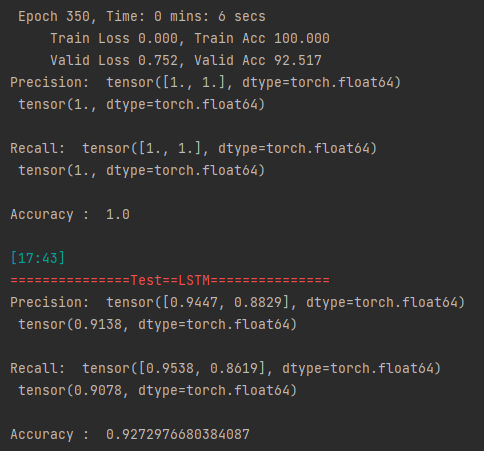 Epoch 350, Time: 0 mins: 6 secs
Train Loss 0.000, Train Acc 100.000
Valid Loss 0.752, Valid Acc 92.517
Precision:  tensor([1., 1.], dtype=torch.float64)
tensor(1., dtype=torch.float64)
Recall:  tensor([1., 1.], dtype=torch.float64)
tensor(1., dtype=torch.float64)
Accuracy :  1.0
[17:43]
===============Test==LSTM===============
Precision:  tensor([0.9447, 0.8829], dtype=torch.float64)
tensor(0.9138, dtype=torch.float64)
Recall:  tensor([0.9538, 0.8619], dtype=torch.float64)
tensor(0.9078, dtype=torch.float64)
Accuracy :  0.9272976680384087